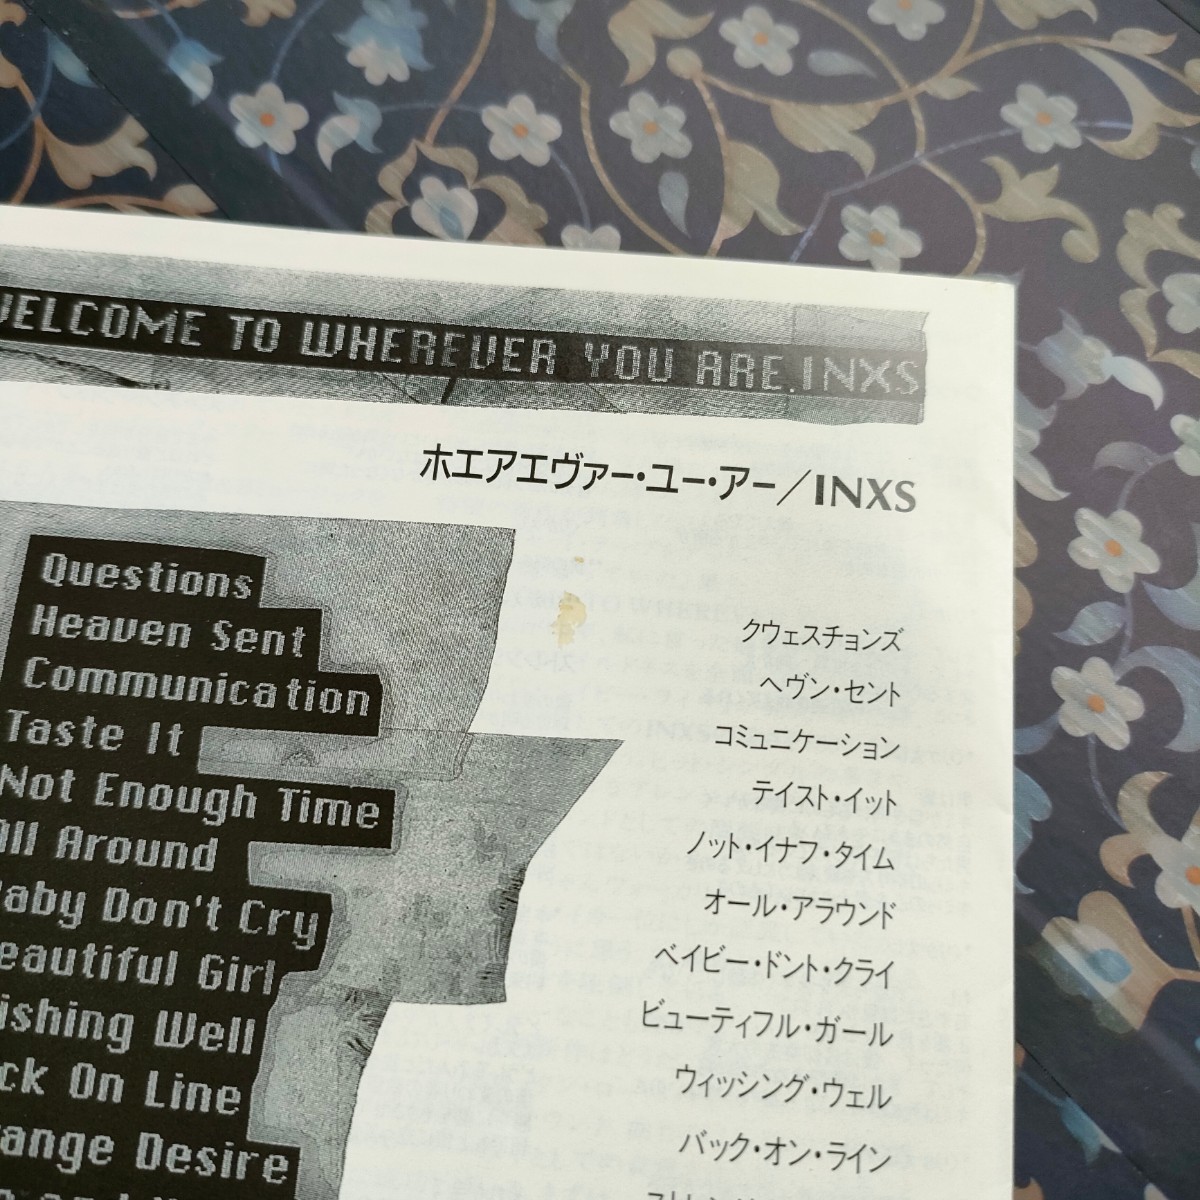 WELCOME TO WHEREVER YOU ARE.INXS
ホエアエヴァー・ユー・アー／INXS
Questions
Heaven Sent
Communication
Taste It
Not Enough Time
All Around
Baby Don't Cry
Beautiful Girl
ishing Well
ck On Line
range Desire
クウェスチョンズ
ヘヴン・セント
コミュニケーション
テイスト・イット
ノット・イナフ・タイム
オール・アラウンド
ベイビー・ドント・クライ
ビューティフル・ガール
ウィッシング・ウェル
バック・オン・ライン